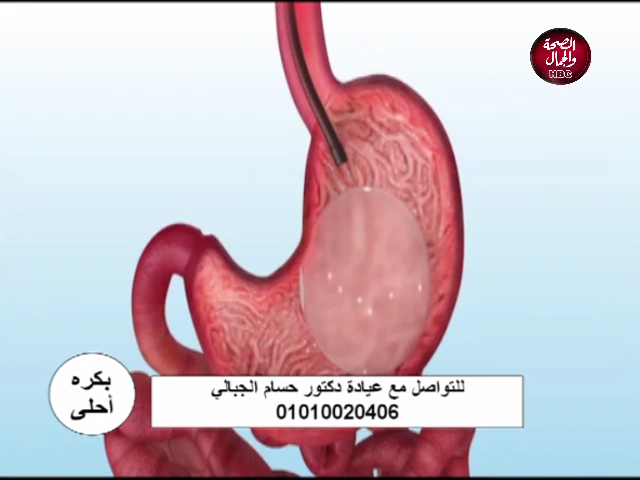 الصحة
والجمال
HBC
للتواصل مع عيادة دكتور حسام الجبالي
01010020406
بكره
أحلى